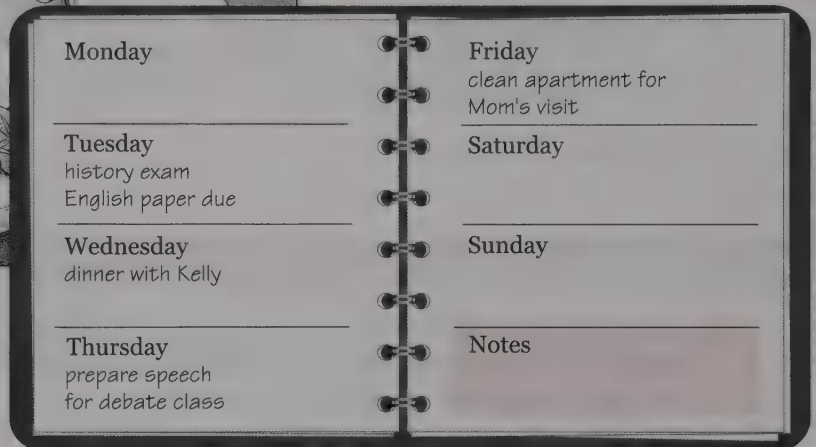 Monday
Tuesday
history exam
English paper due
Wednesday
dinner with Kelly
Thursday
prepare speech
for debate class
Friday
clean apartment for
Mom's visit
Saturday
Sunday
Notes